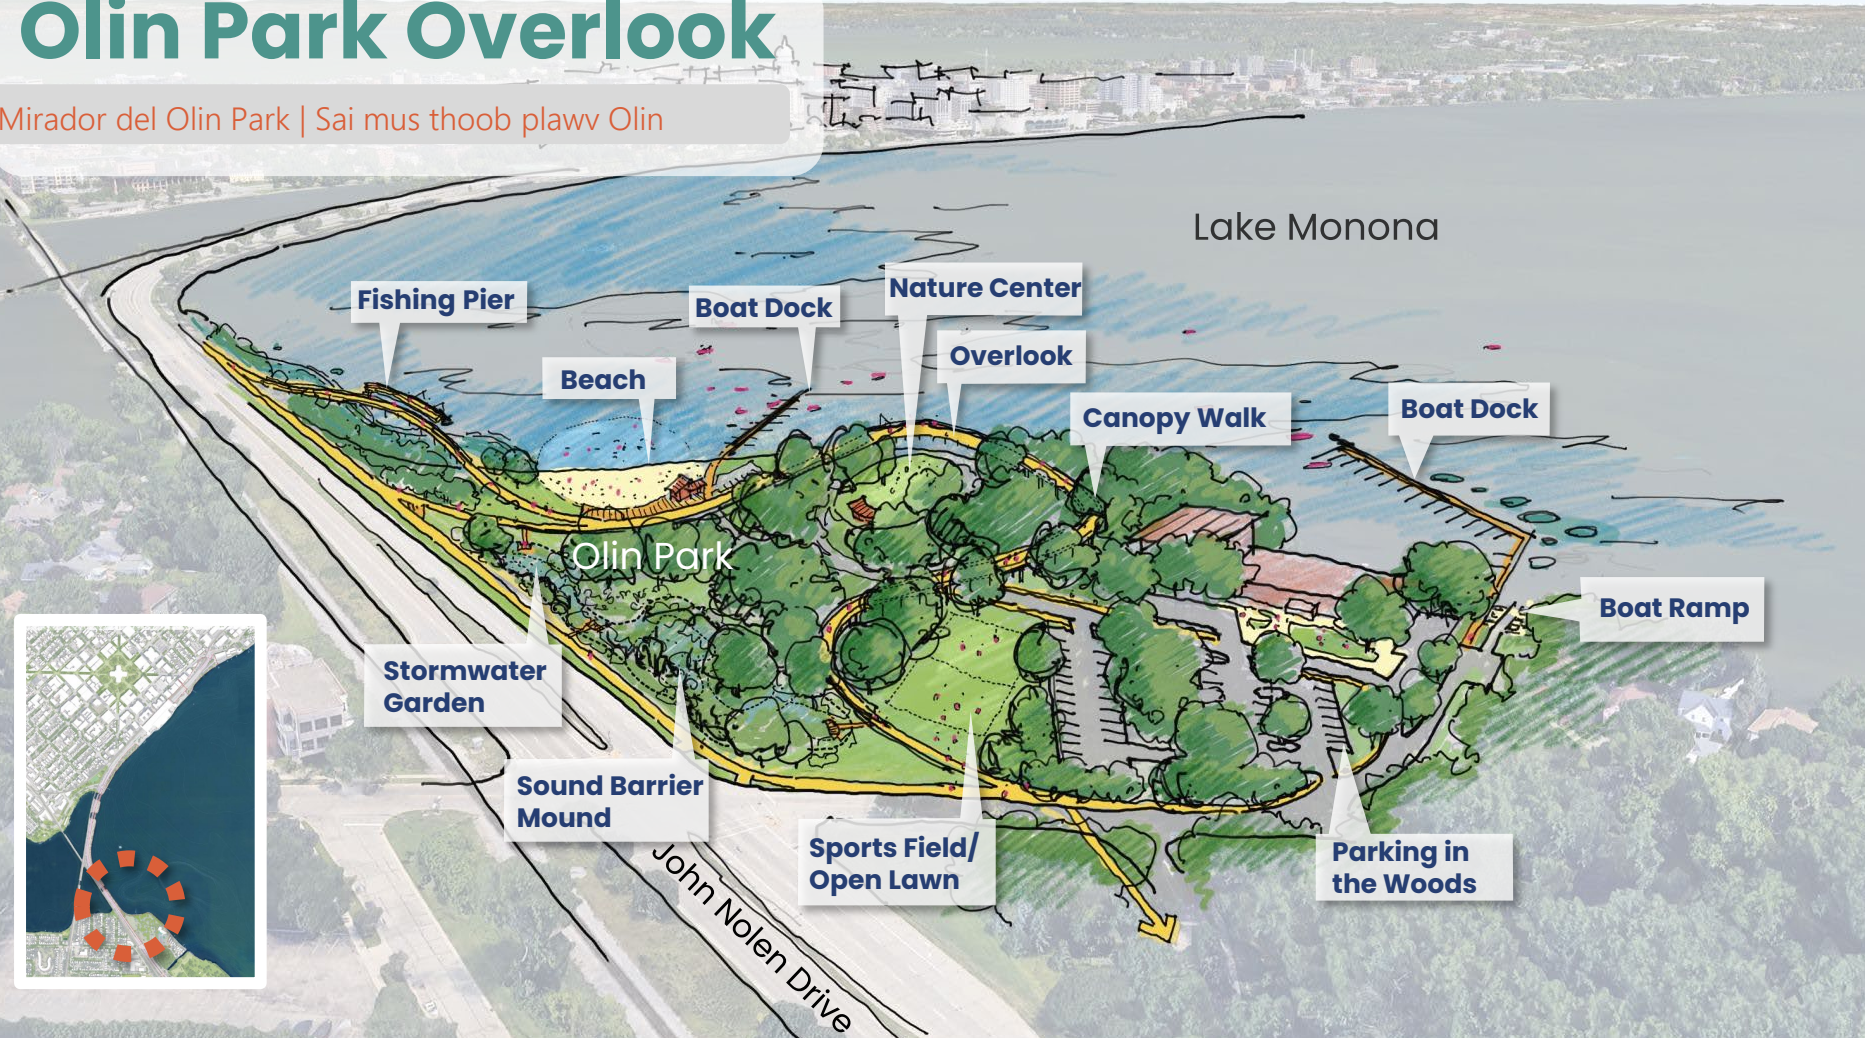 Olin Park Overlook
Mirador del Olin Park | Sai mus thoob plawv Olin
Lake Monona
Nature Center
Fishing Pier
Boat Dock
Overlook
Beach
Canopy Walk
Boat Dock
Olin Park
Boat Ramp
Stormwater
Garden
Sound Barrier
Mound
Sports Field/
Open Lawn
Parking in
the Woods
John Nolen Drive